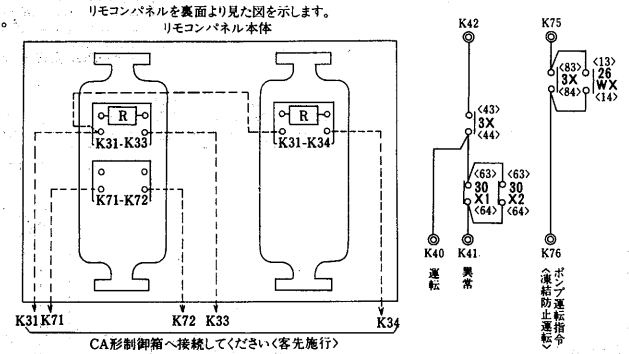 リモコンパネルを裏面より見た図を示します。
リモコンパネル本体
R
K31-K33
K71-K72
R
K31-K34
K31 K71 K72 K33 K34
CA形制御箱へ接続してください〈客先施行〉
K42
〈43〉
3X
〈44〉
〈63〉 〈63〉
30 30
X1 X2
〈64〉 〈64〉
K40 K41
運転
異常
K75
〈83〉 〈13〉
3X 26
WX
〈84〉 〈14〉
K76
ポンプ運転指令
〈凍結防止運転〉